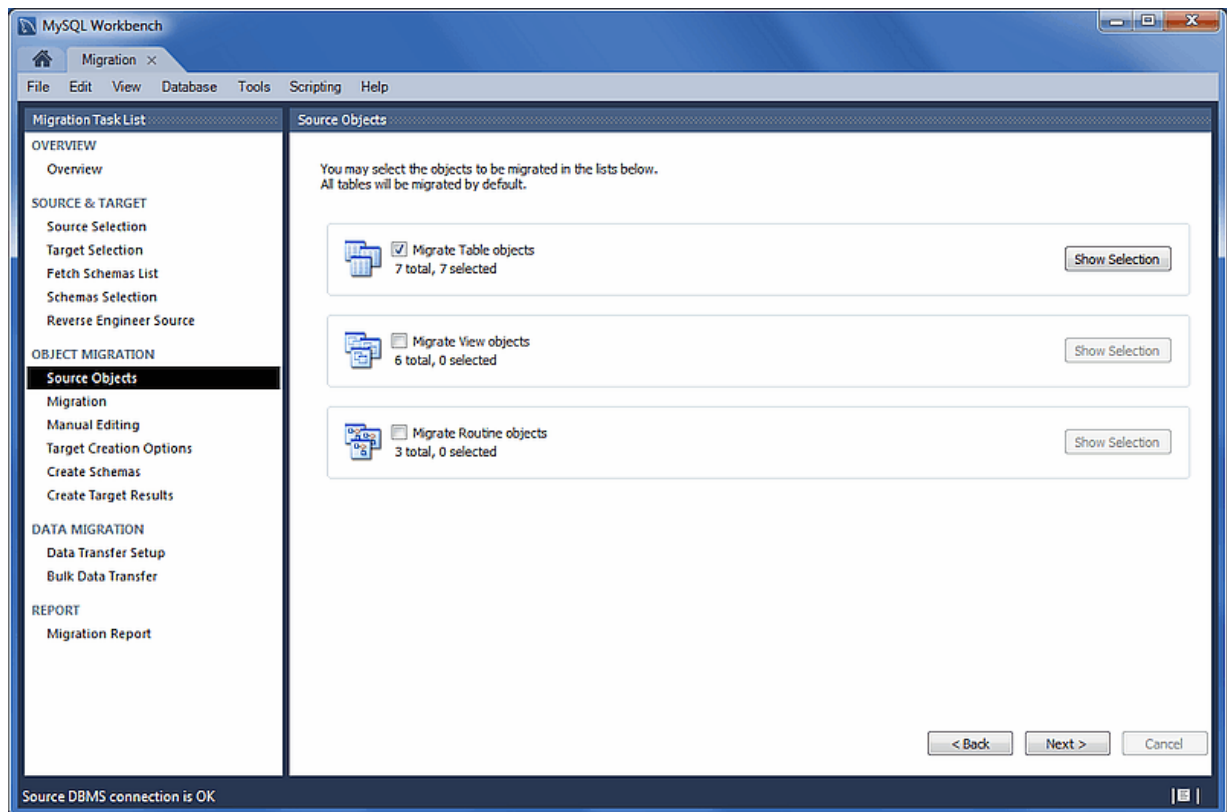 MySQL Workbench
Migration
File Edit View Database Tools Scripting Help
Migration Task List
OVERVIEW
Overview
SOURCE & TARGET
Source Selection
Target Selection
Fetch Schemas List
Schemas Selection
Reverse Engineer Source
OBJECT MIGRATION
Source Objects
Migration
Manual Editing
Target Creation Options
Create Schemas
Create Target Results
DATA MIGRATION
Data Transfer Setup
Bulk Data Transfer
REPORT
Migration Report
Source Objects
You may select the objects to be migrated in the lists below.
All tables will be migrated by default.
Migrate Table objects
7 total, 7 selected
Show Selection
Migrate View objects
6 total, 0 selected
Show Selection
Migrate Routine objects
3 total, 0 selected
Show Selection
< Back Next > Cancel
Source DBMS connection is OK